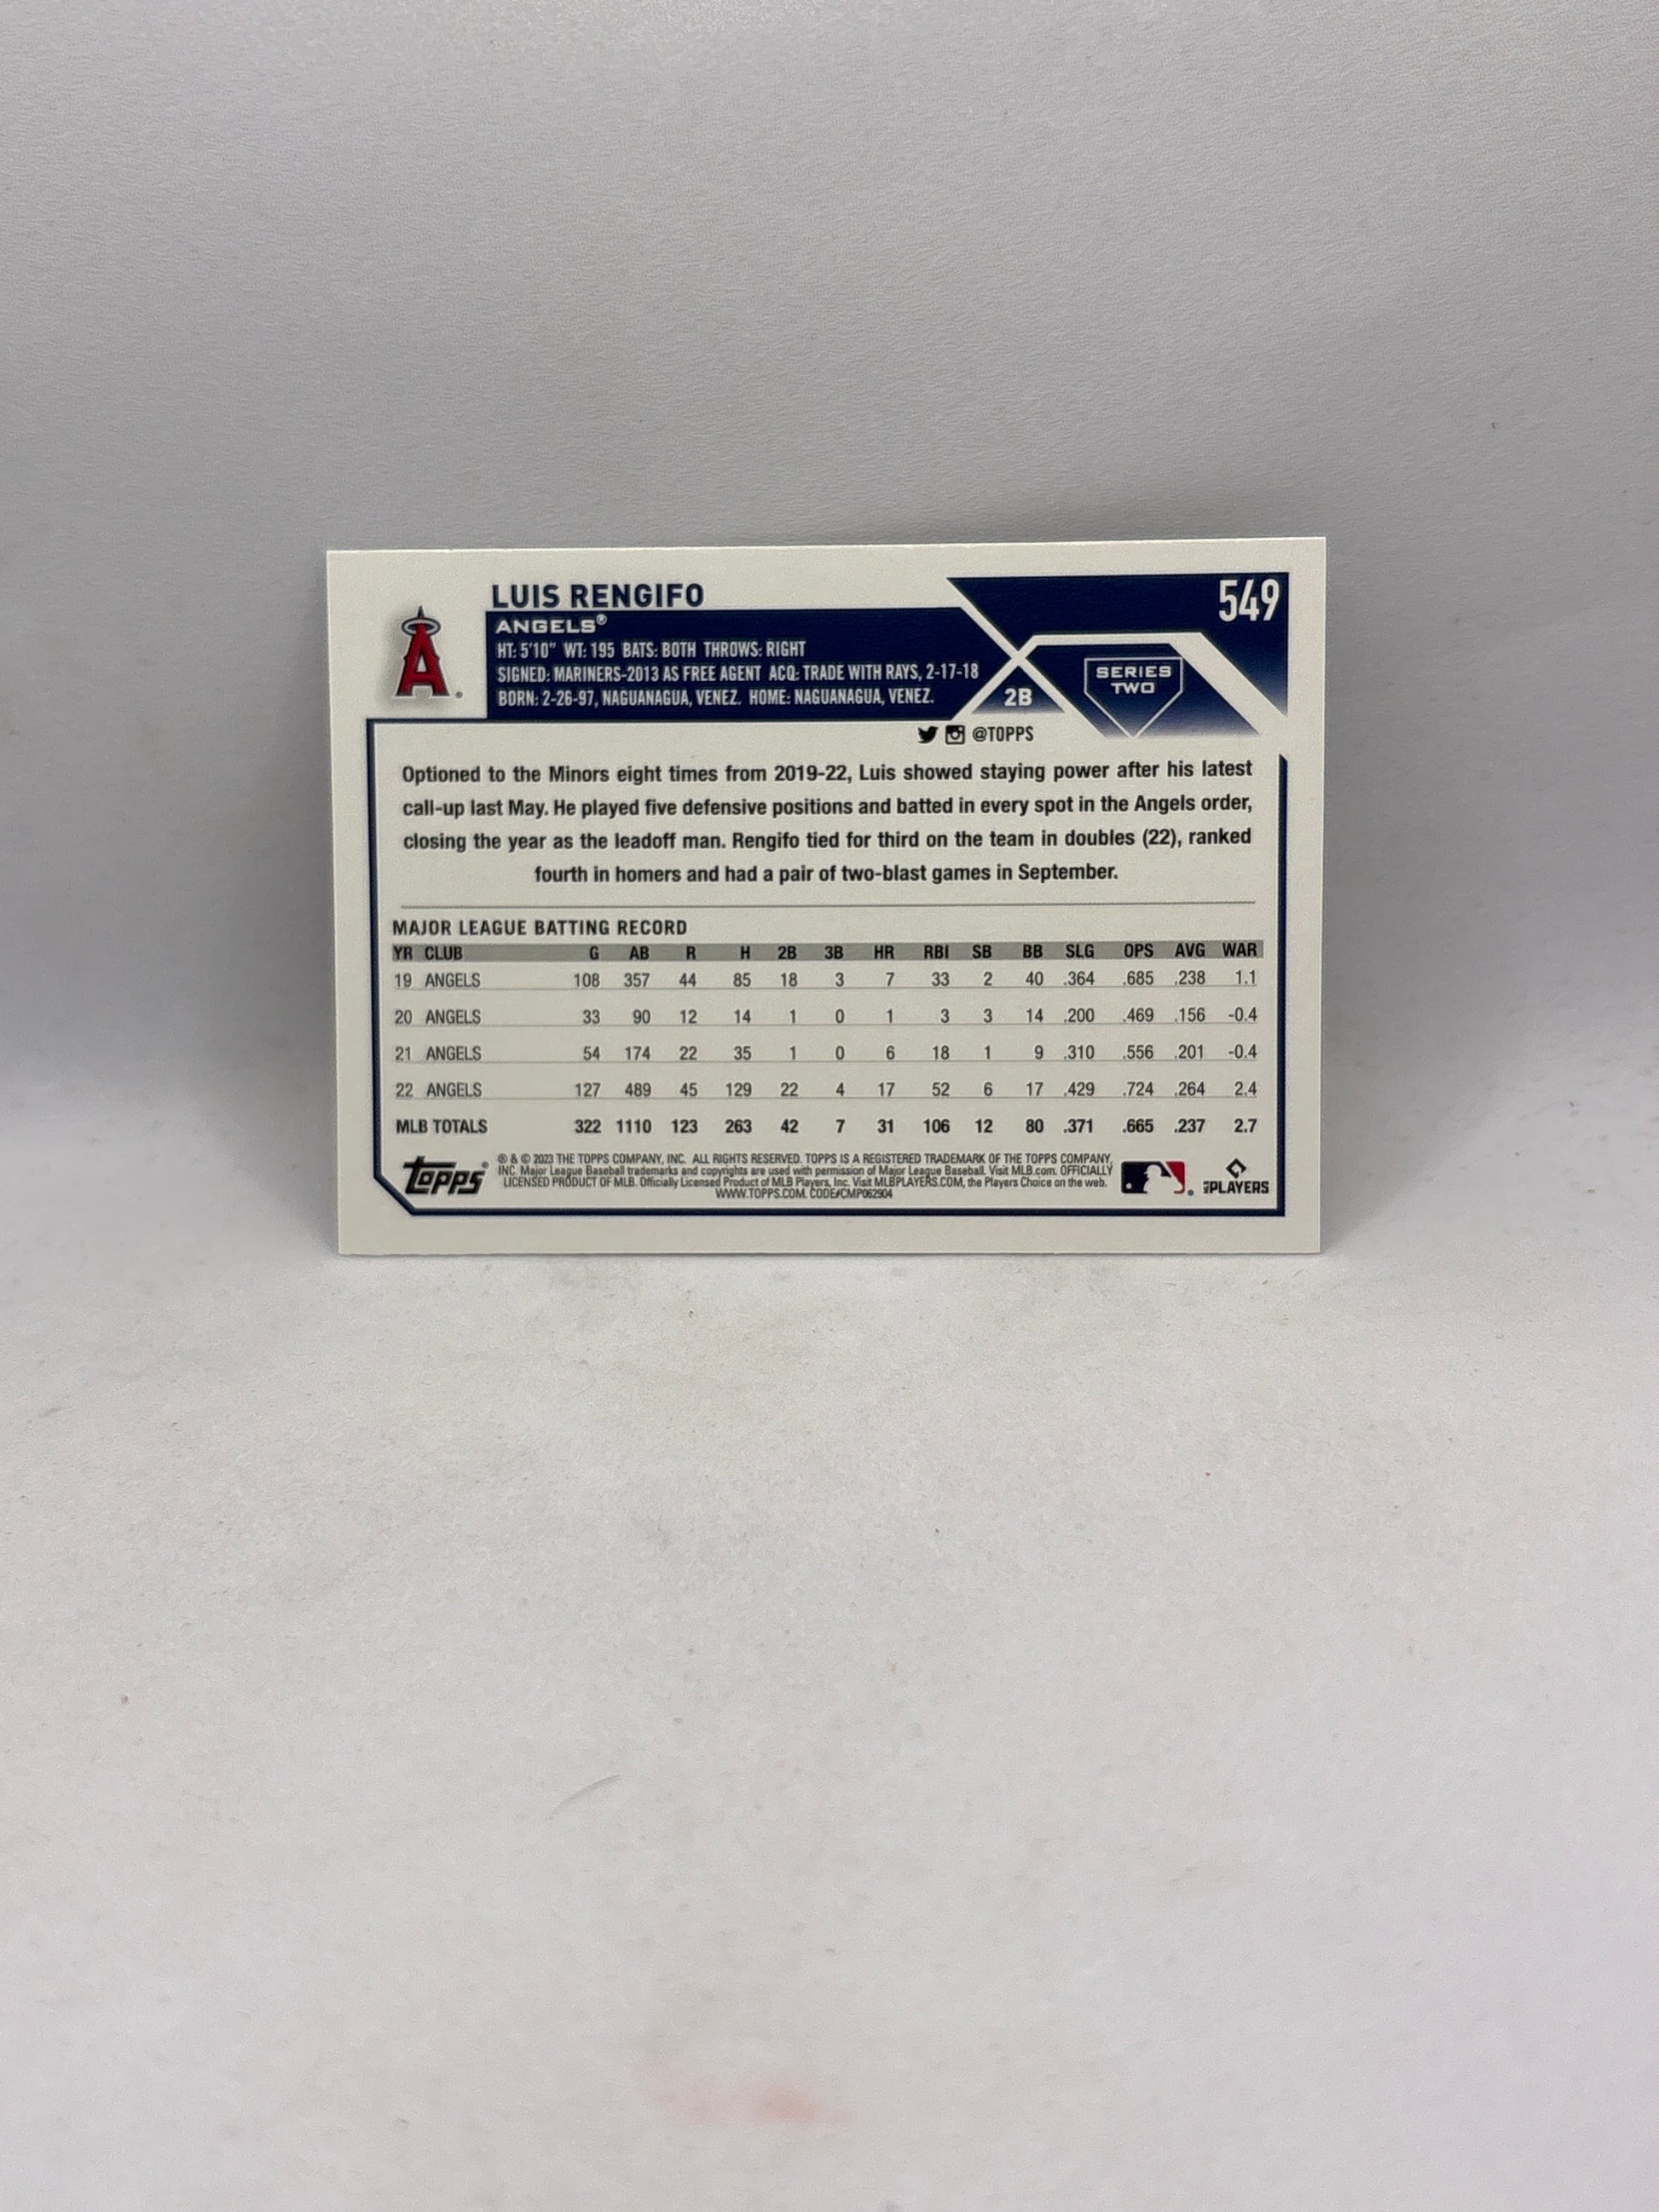 LUIS RENGIFO
549
ANGELS®
HT: 5'10" WT: 195 BATS: BOTH THROWS: RIGHT
SIGNED: MARINERS-2013 AS FREE AGENT ACQ: TRADE WITH RAYS, 2-17-18
BORN: 2-26-97, NAGUANAGUA, VENEZ. HOME: NAGUANAGUA, VENEZ.
2B
SERIES
TWO
A
@TOPPS
Optioned to the Minors eight times from 2019-22, Luis showed staying power after his latest
call-up last May. He played five defensive positions and batted in every spot in the Angels order,
closing the year as the leadoff man. Rengifo tied for third on the team in doubles (22), ranked
fourth in homers and had a pair of two-blast games in September.
MAJOR LEAGUE BATTING RECORD
YR CLUB G AB R H 2B 3B HR RBI SB BB SLG OPS AVG WAR
19 ANGELS 108 357 44 85 18 3 7 33 2 40 .364 .685 .238 1.1
20 ANGELS 33 90 12 14 1 0 1 3 3 14 .200 .469 .156 -0.4
21 ANGELS 54 174 22 35 1 0 6 18 1 9 .310 .556 .201 -0.4
22 ANGELS 127 489 45 129 22 4 17 52 6 17 .429 .724 .264 2.4
MLB TOTALS 322 1110 123 263 42 7 31 106 12 80 .371 .665 .237 2.7
Topps®
® & © 2023 THE TOPPS COMPANY, INC. ALL RIGHTS RESERVED. TOPPS IS A REGISTERED TRADEMARK OF THE TOPPS COMPANY,
INC. Major League Baseball trademarks and copyrights are used with permission of Major League Baseball. Visit MLB.com. OFFICIALLY
LICENSED PRODUCT OF MLB. Officially Licensed Product of MLB Players, Inc. Visit MLBPLAYERS.COM, the Players Choice on the web.
WWW.TOPPS.COM. CODE#CMP062904
MLB PLAYERS